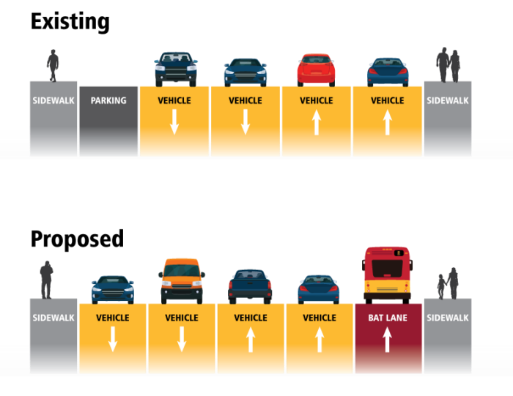 Existing
SIDEWALK PARKING VEHICLE VEHICLE VEHICLE VEHICLE SIDEWALK
Proposed
SIDEWALK VEHICLE VEHICLE VEHICLE VEHICLE BAT LANE SIDEWALK